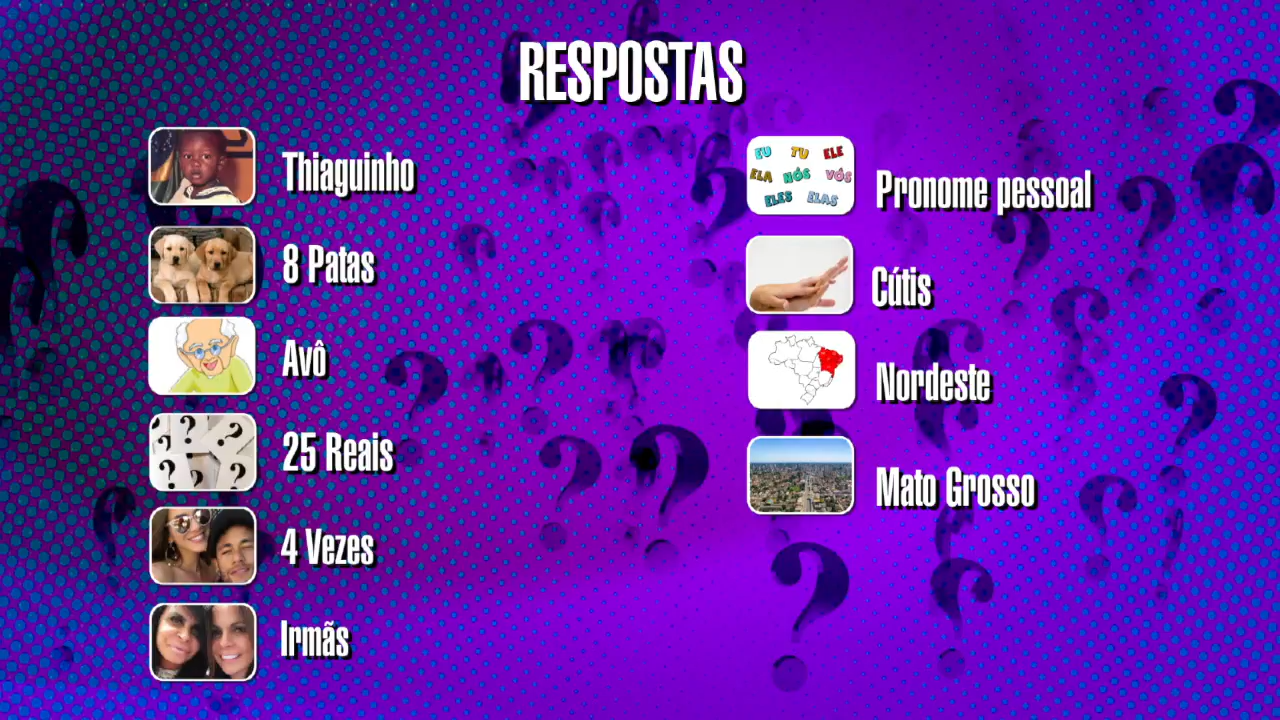 RESPOSTAS
Thiaguinho
8 Patas
Avô
25 Reais
4 Vezes
Irmãs
EU TU ELE
ELA NÓS VÓS
ELES ELAS
Pronome pessoal
Cútis
Nordeste
Mato Grosso